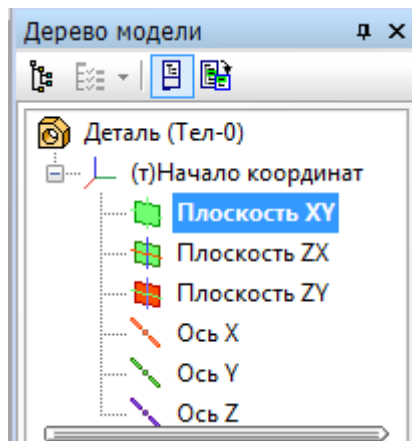 Дерево модели
Деталь (Тел-0)
(т)Начало координат
Плоскость XY
Плоскость ZX
Плоскость ZY
Ось X
Ось Y
Ось Z